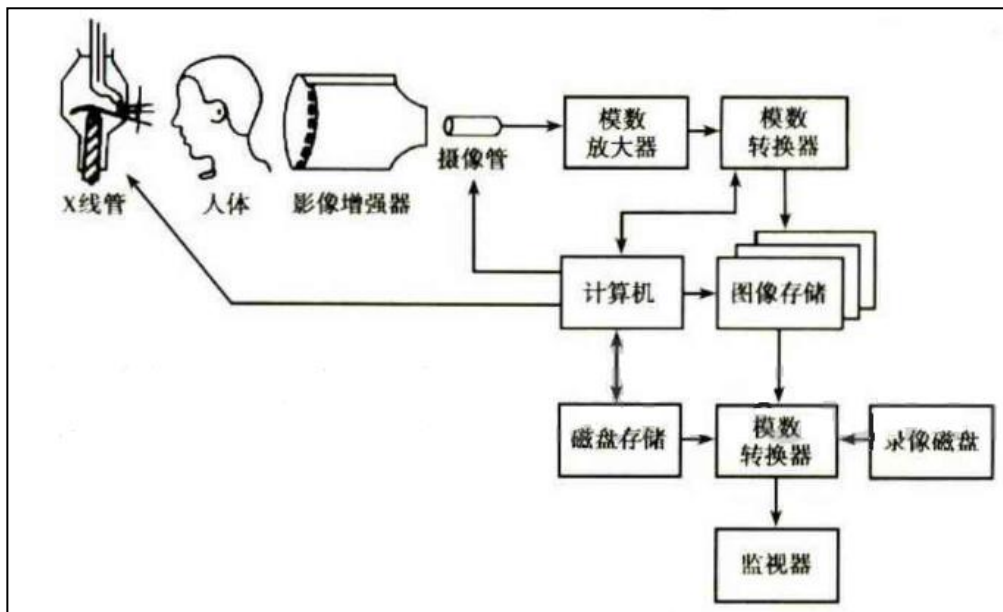 模数
放大器
模数
转换器
摄像管
X线管
人体
影像增强器
计算机
图像存储
磁盘存储
模数
转换器
录像磁盘
监视器